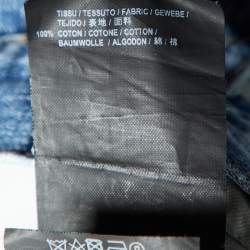 TISSU / TESSUTO / FABRIC / GEWEBE /
TEJIDO / 表地 / 面料
100% COTON / COTONE / COTTON /
BAUMWOLLE / ALGODON / 綿 / 棉